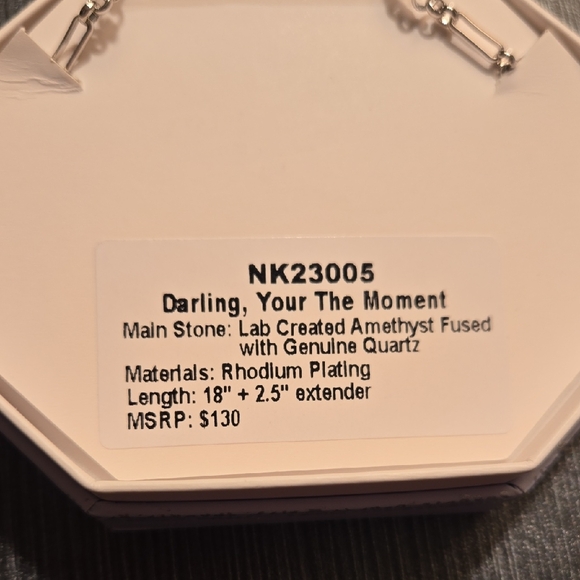 NK23005
Darling, Your The Moment
Main Stone: Lab Created Amethyst Fused
with Genuine Quartz
Materials: Rhodium Plating
Length: 18" + 2.5" extender
MSRP: $130